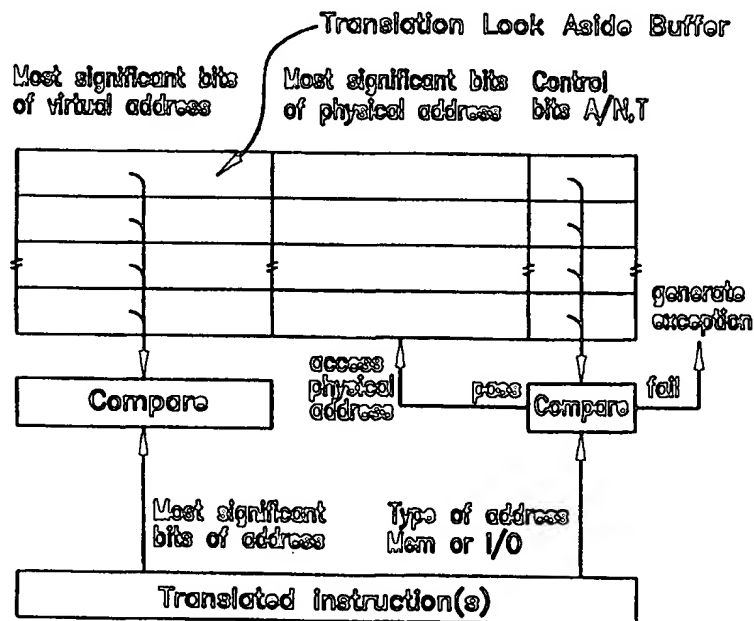 Translation Look Aside Buffer
Most significant bits
of virtual address
Most significant bits
of physical address
Control
bits A/N,T
generate
exception
access
physical
address
pass
fail
Compare
Compare
Most significant
bits of address
Type of address
Mem or I/O
Translated instruction(s)